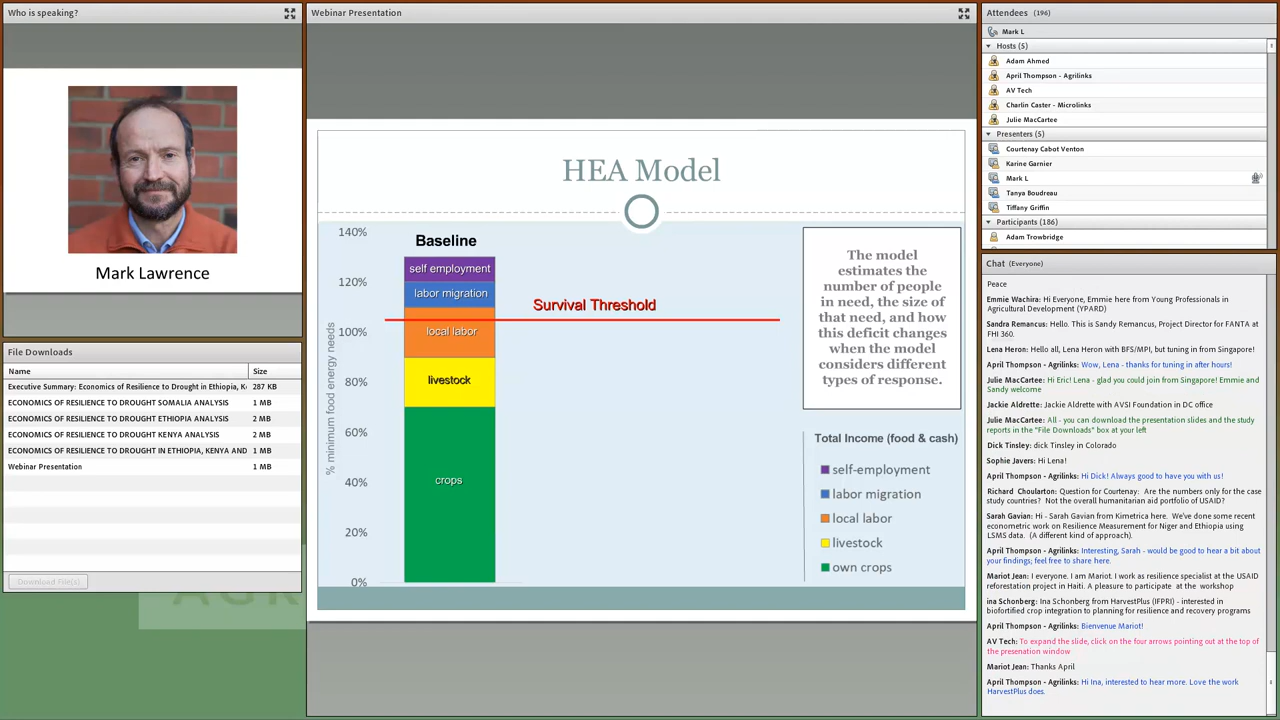 Who is speaking?
Mark Lawrence
File Downloads
Name Size
Executive Summary: Economics of Resilience to Drought in Ethiopia, Ke 287 KB
ECONOMICS OF RESILIENCE TO DROUGHT SOMALIA ANALYSIS 1 MB
ECONOMICS OF RESILIENCE TO DROUGHT ETHIOPIA ANALYSIS 2 MB
ECONOMICS OF RESILIENCE TO DROUGHT KENYA ANALYSIS 2 MB
ECONOMICS OF RESILIENCE TO DROUGHT IN ETHIOPIA, KENYA AND 1 MB
Webinar Presentation 1 MB
Download File(s)
AGR
Webinar Presentation
HEA Model
140%
120%
100%
80%
60%
40%
20%
0%
% minimum food energy needs
Baseline
self employment
labor migration
local labor
livestock
crops
Survival Threshold
The model
estimates the
number of people
in need, the size of
that need, and how
this deficit changes
when the model
considers different
types of response.
Total Income (food & cash)
self-employment
labor migration
local labor
livestock
own crops
Attendees (196)
Mark L
Hosts (5)
Adam Ahmed
April Thompson - Agrilinks
AV Tech
Charlin Caster - Microlinks
Julie MacCartee
Presenters (5)
Courtenay Cabot Venton
Karine Garnier
Mark L
Tanya Boudreau
Tiffany Griffin
Participants (186)
Adam Trowbridge
Chat (Everyone)
Peace
Emmie Wachira: Hi Everyone, Emmie here from Young Professionals in
Agricultural Development (YPARD)
Sandra Remancus: Hello. This is Sandy Remancus, Project Director for FANTA at
FHI 360.
Lena Heron: Hello all, Lena Heron with BFS/MPI, but tuning in from Singapore!
April Thompson - Agrilinks: Wow, Lena - thanks for tuning in after hours!
Julie MacCartee: Hi Eric! Lena - glad you could join from Singapore! Emmie and
Sandy welcome
Jackie Aldrette: Jackie Aldrette with AVSI Foundation in DC office
Julie MacCartee: All - you can download the presentation slides and the study
reports in the "File Downloads" box at your left
Dick Tinsley: dick Tinsley in Colorado
Sophie Javers: Hi Lena!
April Thompson - Agrilinks: Hi Dick! Always good to have you with us!
Richard Choularton: Question for Courtenay: Are the numbers only for the case
study countries? Not the overall humanitarian aid portfolio of USAID?
Sarah Gavian: Hi - Sarah Gavian from Kimetrica here. We've done some recent
econometric work on Resilience Measurement for Niger and Ethiopia using
LSMS data. (A different kind of approach).
April Thompson - Agrilinks: Interesting, Sarah - would be good to hear a bit about
your findings; feel free to share here.
Mariot Jean: I everyone. I am Mariot. I work as resilience specialist at the USAID
reforestation project in Haiti. A pleasure to participate at the workshop
ina Schonberg: Ina Schonberg from HarvestPlus (IFPRI) - interested in
biofortified crop integration to planning for resilience and recovery programs
April Thompson - Agrilinks: Bienvenue Mariot!
AV Tech: To expand the slide, click on the four arrows pointing out at the top of
the presenation window
Mariot Jean: Thanks April
April Thompson - Agrilinks: Hi Ina, interested to hear more. Love the work
HarvestPlus does.